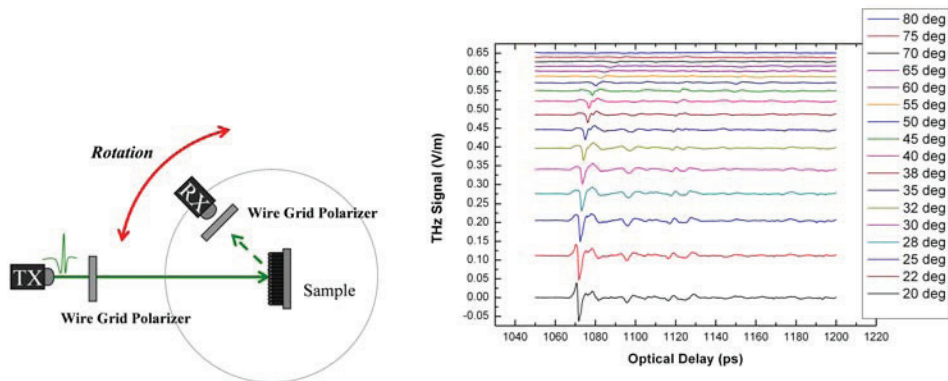 Rotation
RX
Wire Grid Polarizer
TX
Wire Grid Polarizer
Sample
THz Signal (V/m)
0.65
0.60
0.55
0.50
0.45
0.40
0.35
0.30
0.25
0.20
0.15
0.10
0.05
0.00
-0.05
1040 1060 1080 1100 1120 1140 1160 1180 1200 1220
Optical Delay (ps)
80 deg
75 deg
70 deg
65 deg
60 deg
55 deg
50 deg
45 deg
40 deg
38 deg
35 deg
32 deg
30 deg
28 deg
25 deg
22 deg
20 deg